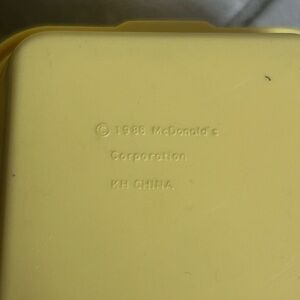 © 1988 McDonald's
Corporation
KH CHINA